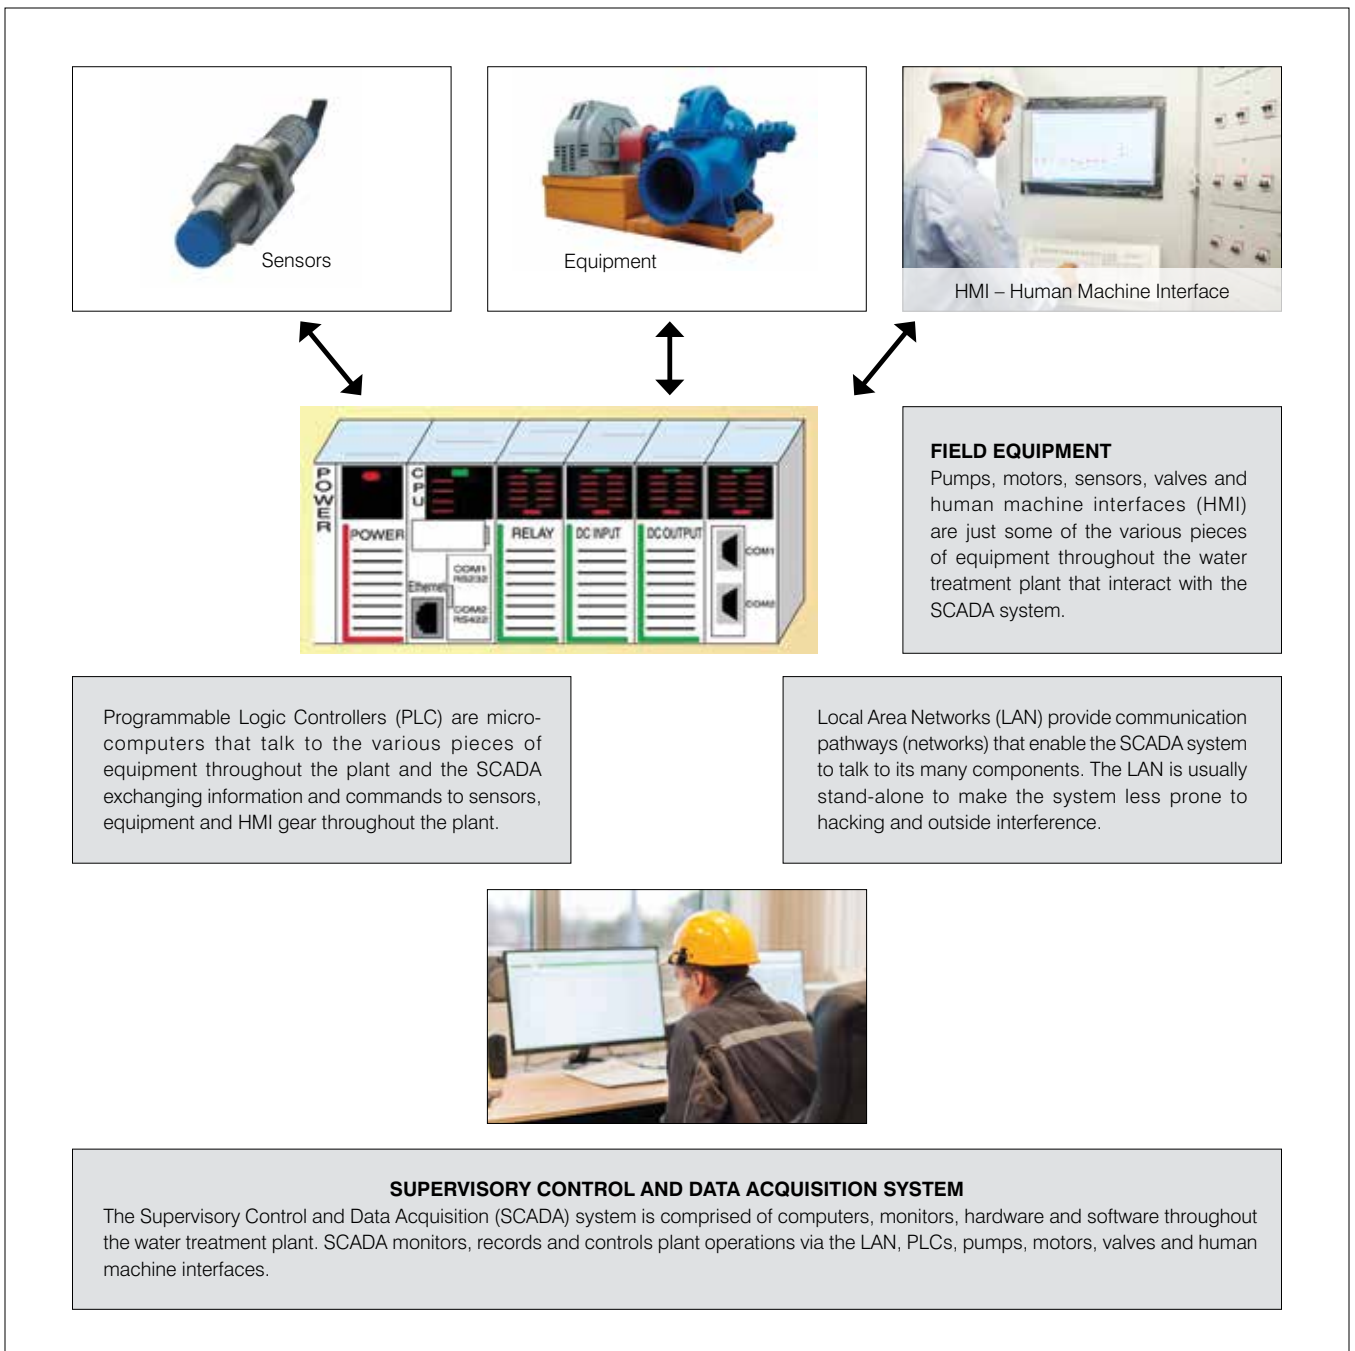 Sensors
Equipment
HMI – Human Machine Interface
POWER
CPU
POWER
RELAY
DC INPUT
DC OUTPUT
COM1
RS232
Ethernet
COM2
RS422
COM1
COM2
FIELD EQUIPMENT
Pumps, motors, sensors, valves and
human machine interfaces (HMI)
are just some of the various pieces
of equipment throughout the water
treatment plant that interact with the
SCADA system.
Programmable Logic Controllers (PLC) are micro-
computers that talk to the various pieces of
equipment throughout the plant and the SCADA
exchanging information and commands to sensors,
equipment and HMI gear throughout the plant.
Local Area Networks (LAN) provide communication
pathways (networks) that enable the SCADA system
to talk to its many components. The LAN is usually
stand-alone to make the system less prone to
hacking and outside interference.
SUPERVISORY CONTROL AND DATA ACQUISITION SYSTEM
The Supervisory Control and Data Acquisition (SCADA) system is comprised of computers, monitors, hardware and software throughout
the water treatment plant. SCADA monitors, records and controls plant operations via the LAN, PLCs, pumps, motors, valves and human
machine interfaces.